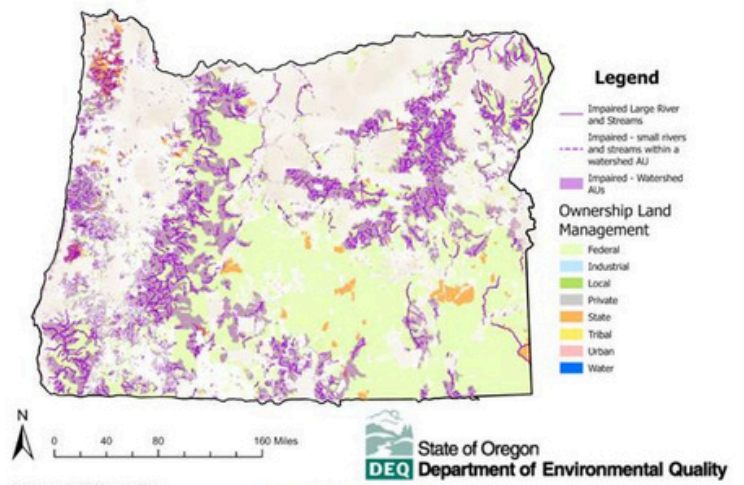 Legend
Impaired Large River
and Streams
Impaired - small rivers
and streams within a
watershed AU
Impaired - Watershed
AUs
Ownership Land
Management
Federal
Industrial
Local
Private
State
Tribal
Urban
Water
N
0 40 80 160 Miles
State of Oregon
DEQ Department of Environmental Quality